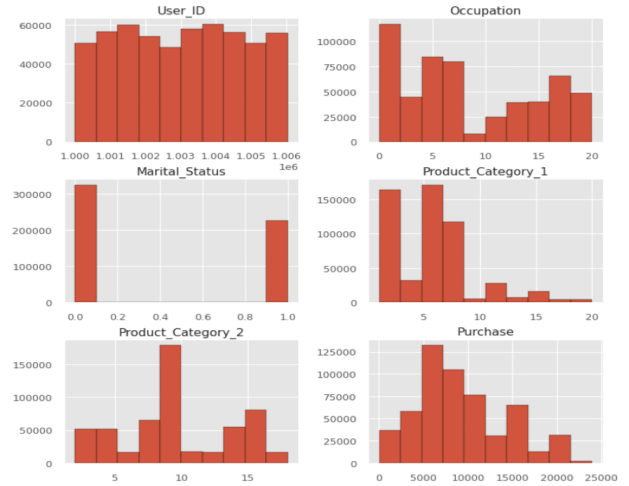 User_ID
60000
40000
20000
0
1.000 1.001 1.002 1.003 1.004 1.005 1.006
1e6
Occupation
100000
75000
50000
25000
0
0 5 10 15 20
Marital_Status
300000
200000
100000
0
0.0 0.2 0.4 0.6 0.8 1.0
Product_Category_1
150000
100000
50000
0
5 10 15 20
Product_Category_2
150000
100000
50000
0
5 10 15
Purchase
125000
100000
75000
50000
25000
0
0 5000 10000 15000 20000 25000